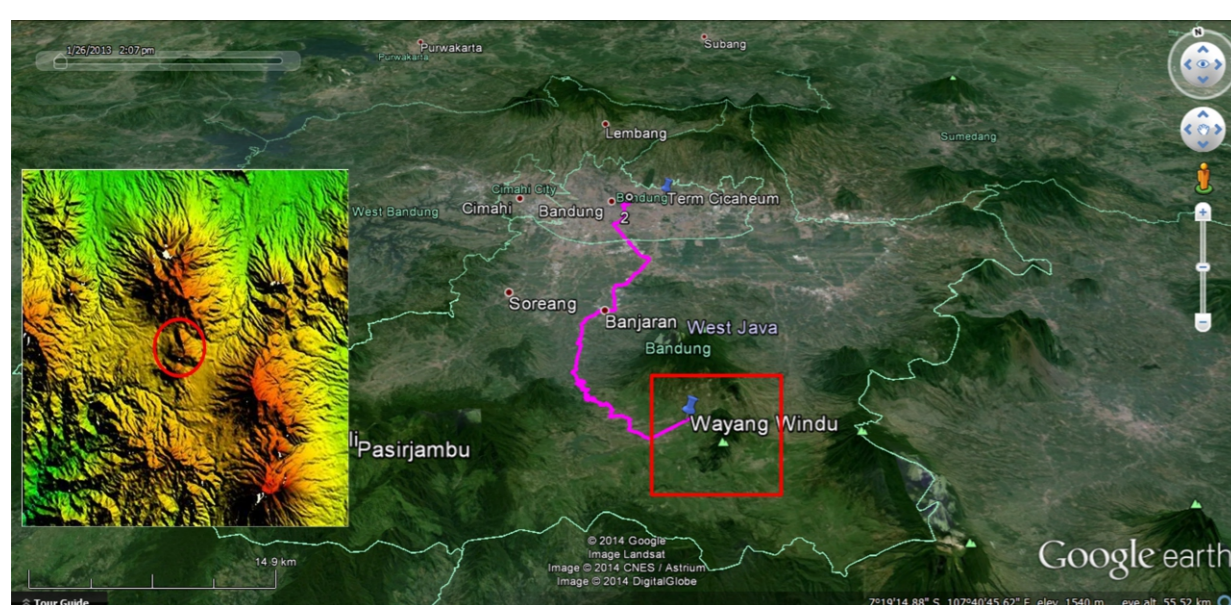 1/26/2013 2:07 pm
Purwakarta
Purwakarta
Subang
N
Lembang
Sumedang
Cimahi City
Bandung
Term Cicaheum
West Bandung
Cimahi
Bandung
2
Soreang
Banjaran
West Java
Bandung
Wayang Windu
li
Pasirjambu
© 2014 Google
Image Landsat
Image © 2014 CNES / Astrium
Image © 2014 DigitalGlobe
14.9 km
Google earth
Tour Guide
7°19'14.88" S 107°40'45.62" E elev 1540 m eye alt 55.52 km